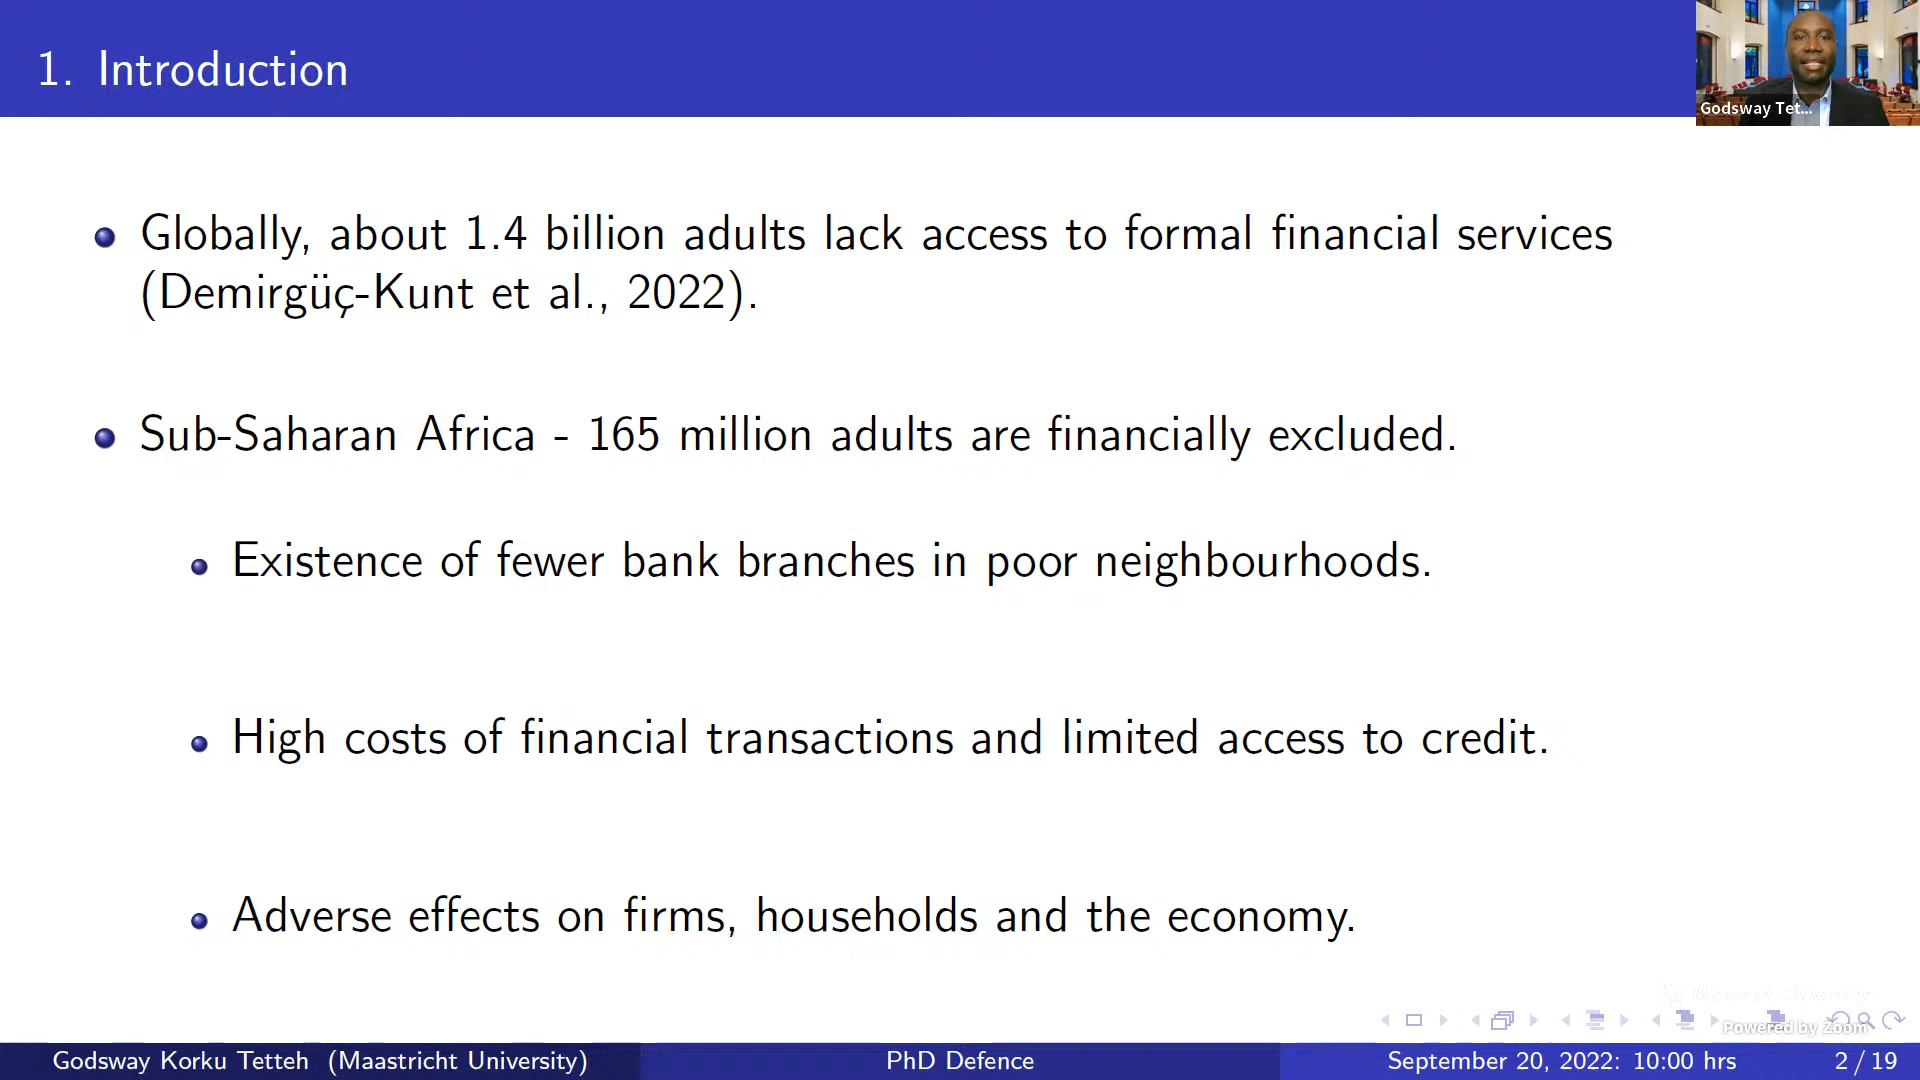 1. Introduction
Godsway Tet...
Globally, about 1.4 billion adults lack access to formal financial services
(Demirgüç-Kunt et al., 2022).
Sub-Saharan Africa - 165 million adults are financially excluded.
Existence of fewer bank branches in poor neighbourhoods.
High costs of financial transactions and limited access to credit.
Adverse effects on firms, households and the economy.
Powered by Zoom
Godsway Korku Tetteh (Maastricht University)
PhD Defence
September 20, 2022: 10:00 hrs
2 / 19